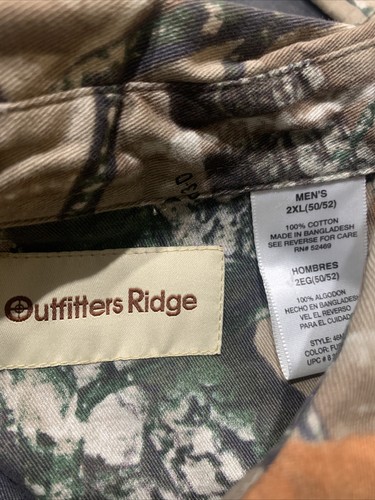 Outfitters Ridge
MEN'S
2XL(50/52)
100% COTTON
MADE IN BANGLADESH
SEE REVERSE FOR CARE
RN# 52469
HOMBRES
2EG(50/52)
100% ALGODON
HECHO EN BANGLADESH
VEL EL REVERSO
PARA EL CUIDADO
STYLE:
COLOR:
UPC #